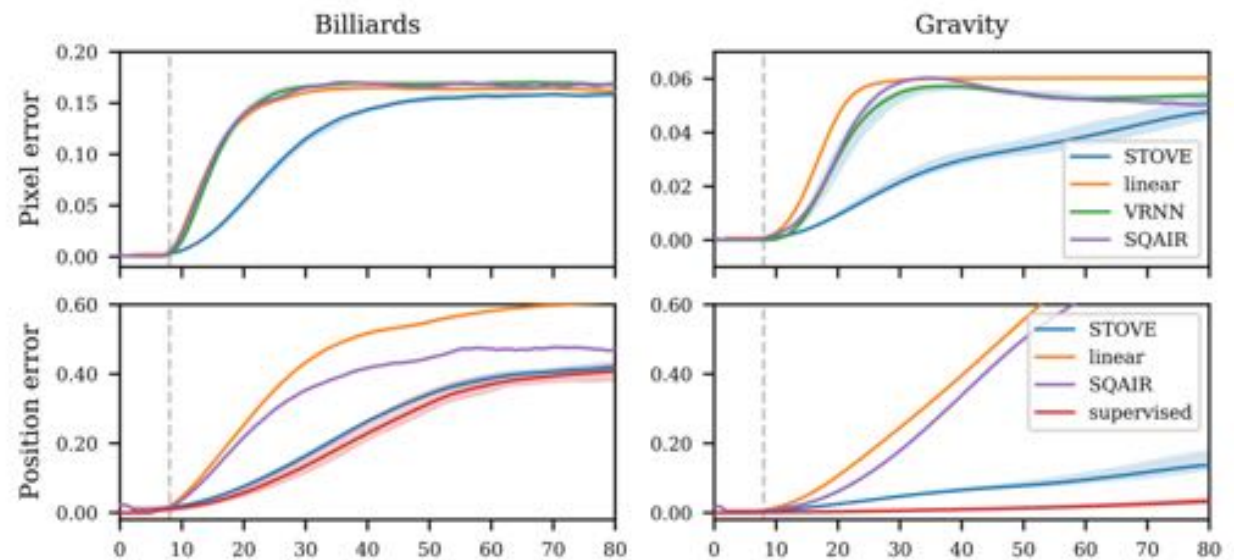 Billiards
Gravity
Pixel error
0.20
0.15
0.10
0.05
0.00
0.06
0.04
0.02
0.00
STOVE
linear
VRNN
SQAIR
Position error
0.60
0.40
0.20
0.00
0 10 20 30 40 50 60 70 80
0.60
0.40
0.20
0.00
STOVE
linear
SQAIR
supervised
0 10 20 30 40 50 60 70 80